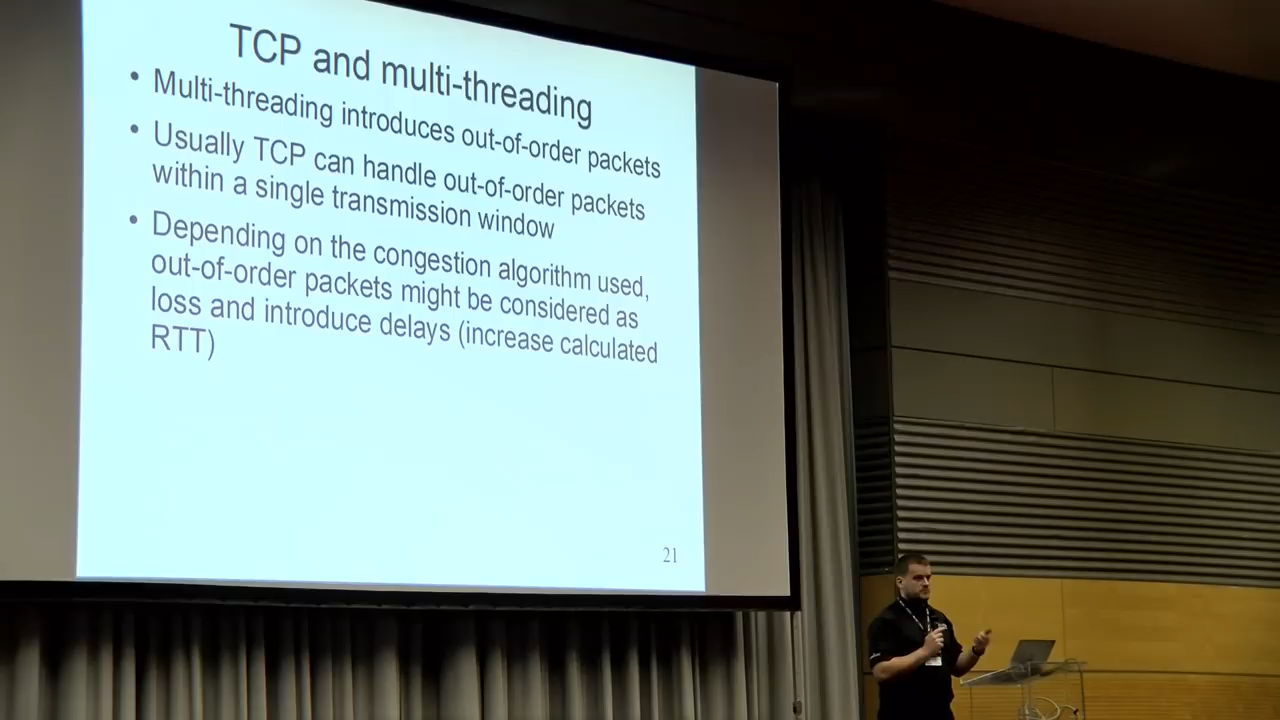 TCP and multi-threading
• Multi-threading introduces out-of-order packets
• Usually TCP can handle out-of-order packets
within a single transmission window
• Depending on the congestion algorithm used,
out-of-order packets might be considered as
loss and introduce delays (increase calculated
RTT)
21